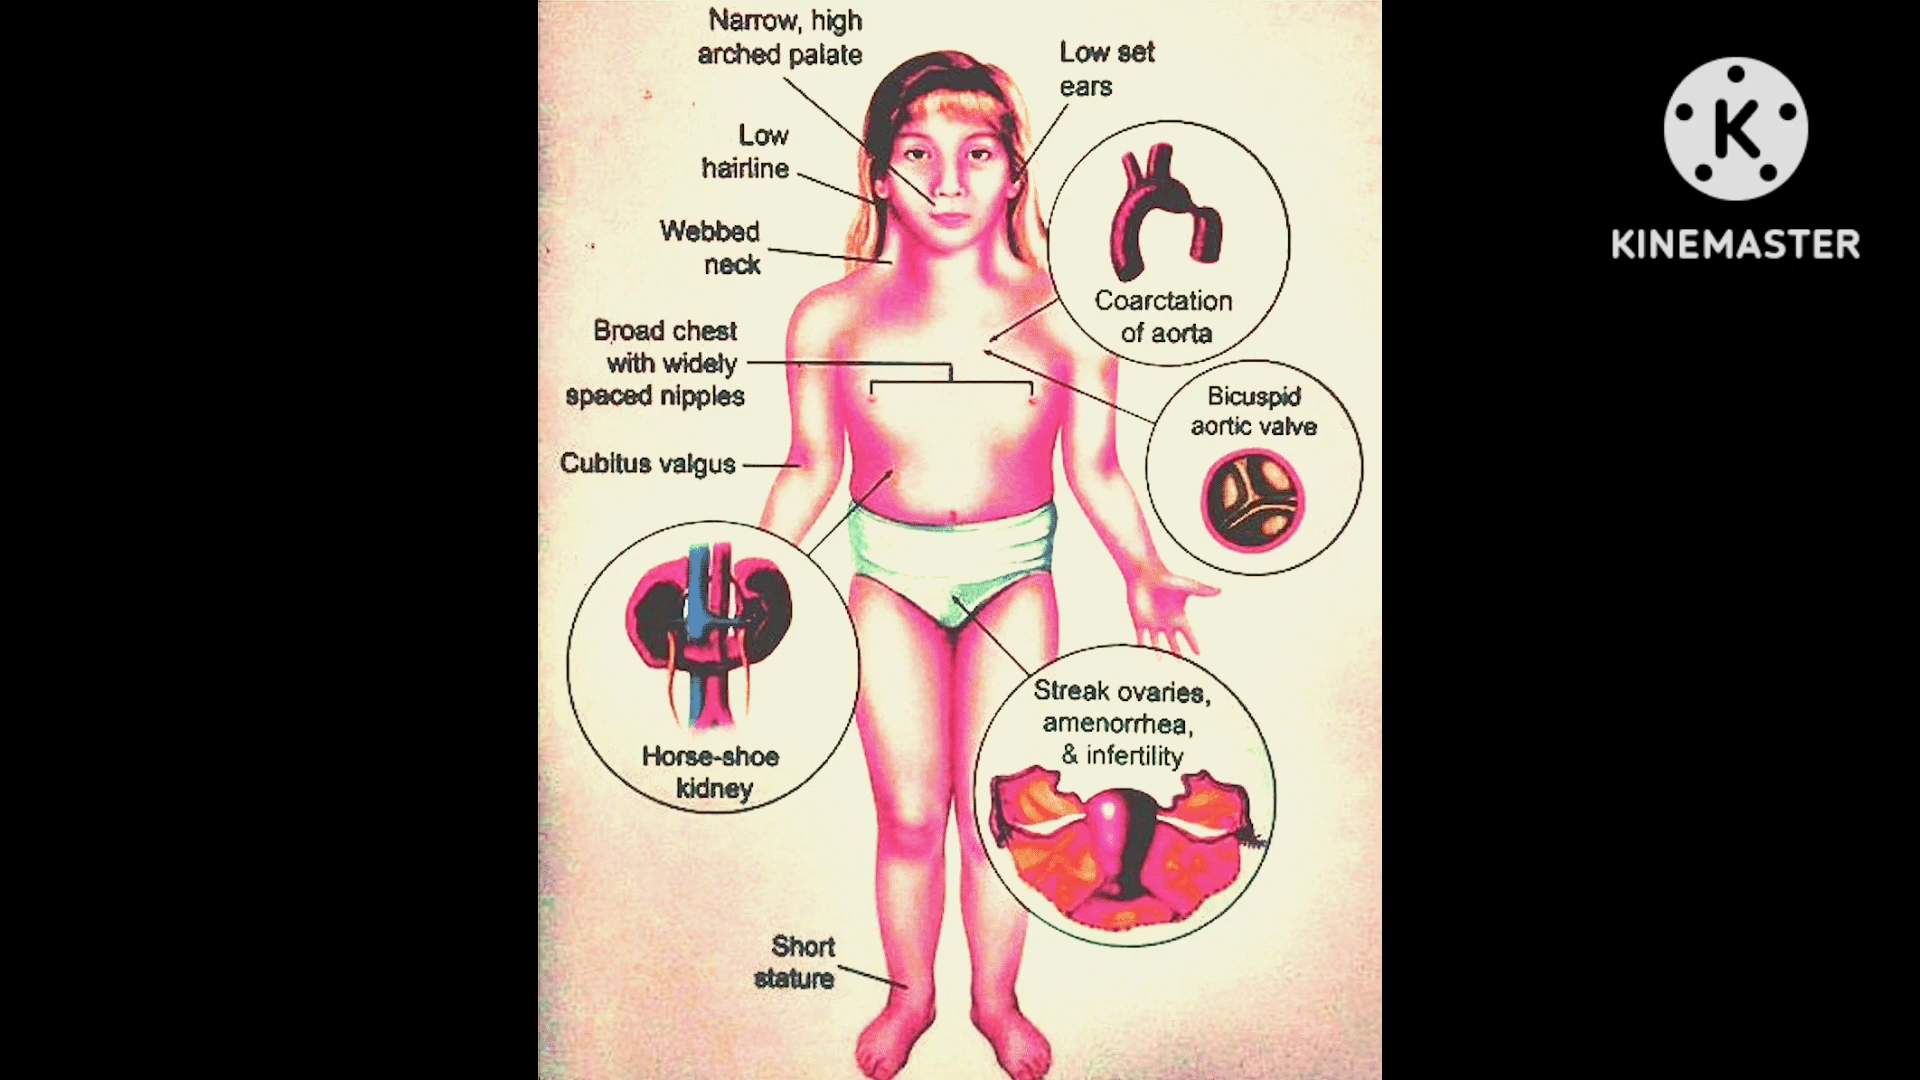 Narrow, high
arched palate
Low set
ears
Low
hairline
Webbed
neck
Coarctation
of aorta
Broad chest
with widely
spaced nipples
Bicuspid
aortic valve
Cubitus valgus
Horse-shoe
kidney
Streak ovaries,
amenorrhea,
& infertility
Short
stature
K
KINEMASTER